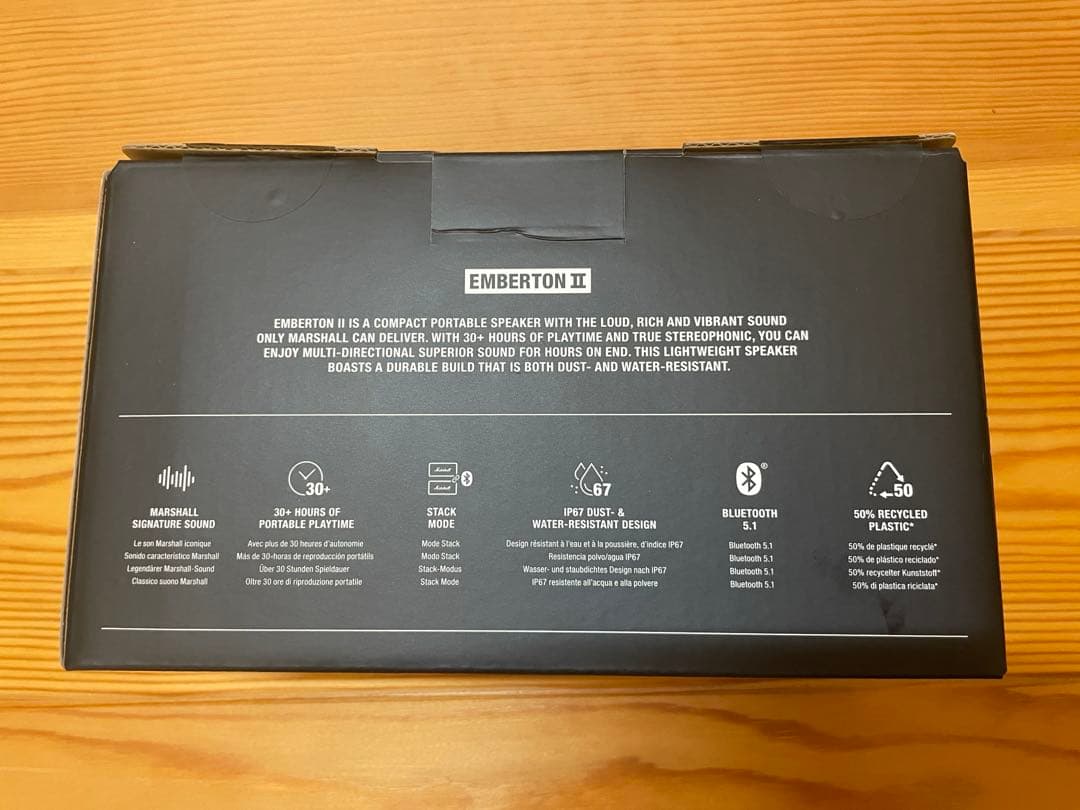 EMBERTON II
EMBERTON II IS A COMPACT PORTABLE SPEAKER WITH THE LOUD, RICH AND VIBRANT SOUND
ONLY MARSHALL CAN DELIVER. WITH 30+ HOURS OF PLAYTIME AND TRUE STEREOPHONIC, YOU CAN
ENJOY MULTI-DIRECTIONAL SUPERIOR SOUND FOR HOURS ON END. THIS LIGHTWEIGHT SPEAKER
BOASTS A DURABLE BUILD THAT IS BOTH DUST- AND WATER-RESISTANT.
MARSHALL
SIGNATURE SOUND
Le son Marshall iconique
Sonido característico Marshall
Legendärer Marshall-Sound
Classico suono Marshall
30+
30+ HOURS OF
PORTABLE PLAYTIME
Avec plus de 30 heures d'autonomie
Más de 30-horas de reproducción portátils
Über 30 Stunden Spieldauer
Oltre 30 ore di riproduzione portatile
Marshall
Marshall
STACK
MODE
Mode Stack
Modo Stack
Stack-Modus
Stack Mode
67
IP67 DUST- &
WATER-RESISTANT DESIGN
Design résistant à l'eau et à la poussière, d'indice IP67
Resistencia polvo/agua IP67
Wasser- und staubdichtes Design nach IP67
IP67 resistente all'acqua e alla polvere
®
BLUETOOTH
5.1
Bluetooth 5.1
Bluetooth 5.1
Bluetooth 5.1
Bluetooth 5.1
50
50% RECYCLED
PLASTIC*
50% de plastique recyclé*
50% de plástico reciclado*
50% recycelter Kunststoff*
50% di plastica riciclata*